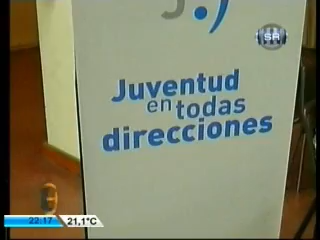 J.)
SR
Juventud
en todas
direcciones
22:17 21,1°C